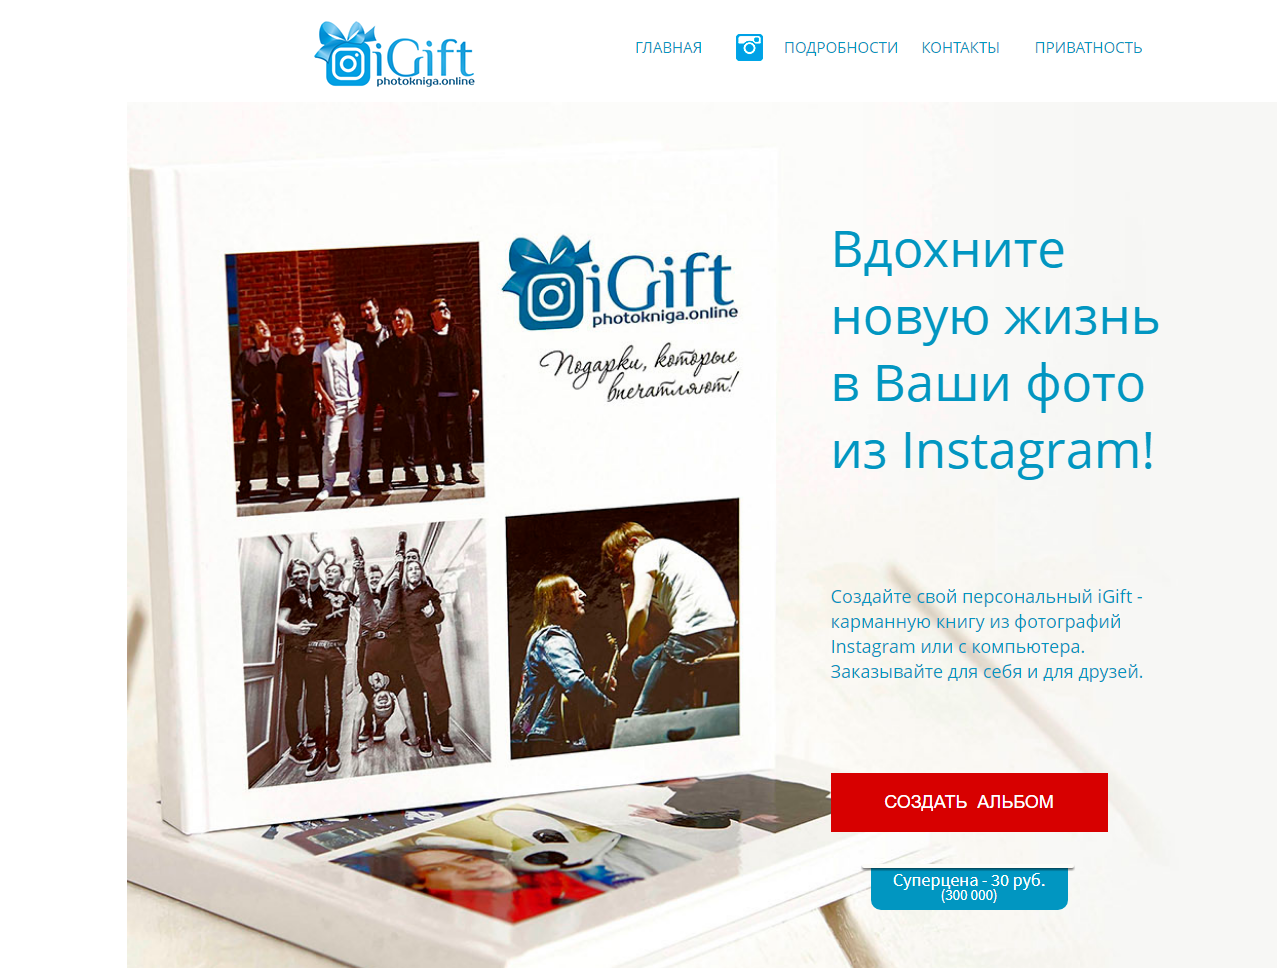 iGift
photokniga.online
ГЛАВНАЯ
ПОДРОБНОСТИ
КОНТАКТЫ
ПРИВАТНОСТЬ
iGift
photokniga.online
Подарки, которые
впечатляют!
Вдохните
новую жизнь
в Ваши фото
из Instagram!
Создайте свой персональный iGift -
карманную книгу из фотографий
Instagram или с компьютера.
Заказывайте для себя и для друзей.
СОЗДАТЬ АЛЬБОМ
Суперцена - 30 руб.
(300 000)